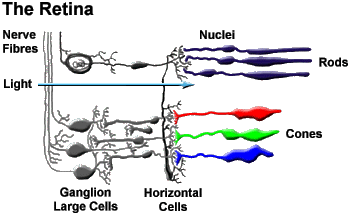 The Retina
Nerve
Fibres
Nuclei
Rods
Light
Cones
Ganglion
Large Cells
Horizontal
Cells